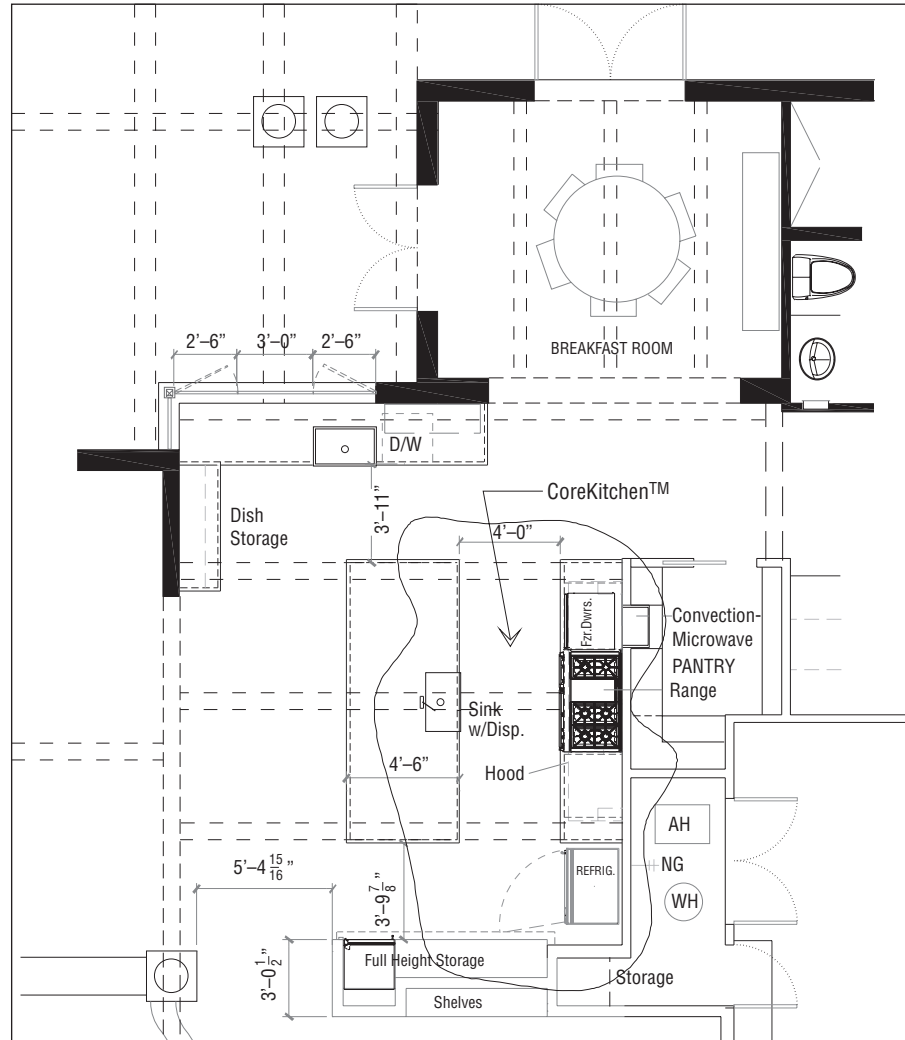 2’–6”
3’–0”
2’–6”
BREAKFAST ROOM
D/W
CoreKitchen™
3’–11”
4’–0”
Dish
Storage
Fzr.Dwrs.
Convection-
Microwave
PANTRY
Range
Sink
w/Disp.
4’–6”
Hood
AH
5’–4 15/16 ”
3’–9 7/8 ”
REFRIG.
NG
WH
3’–0 1/2 ”
Full Height Storage
Storage
Shelves